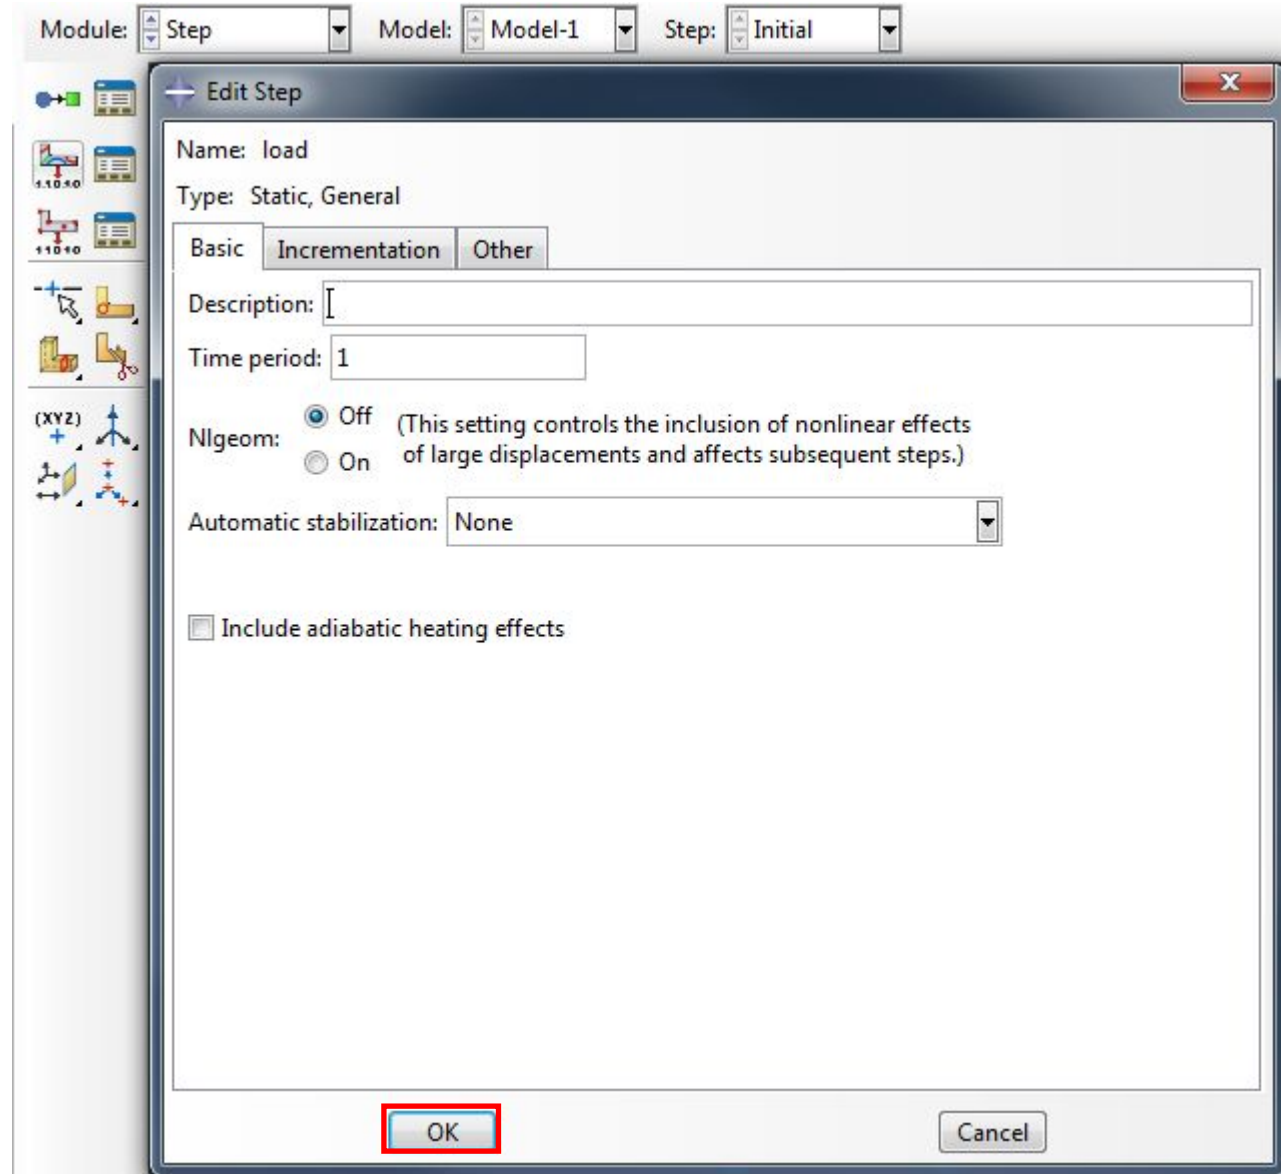 Module: Step Model: Model-1 Step: Initial
Edit Step
Name: load
Type: Static, General
Basic Incrementation Other
Description:
Time period: 1
Nlgeom: Off (This setting controls the inclusion of nonlinear effects
On of large displacements and affects subsequent steps.)
Automatic stabilization: None
Include adiabatic heating effects
(XYZ)
OK Cancel